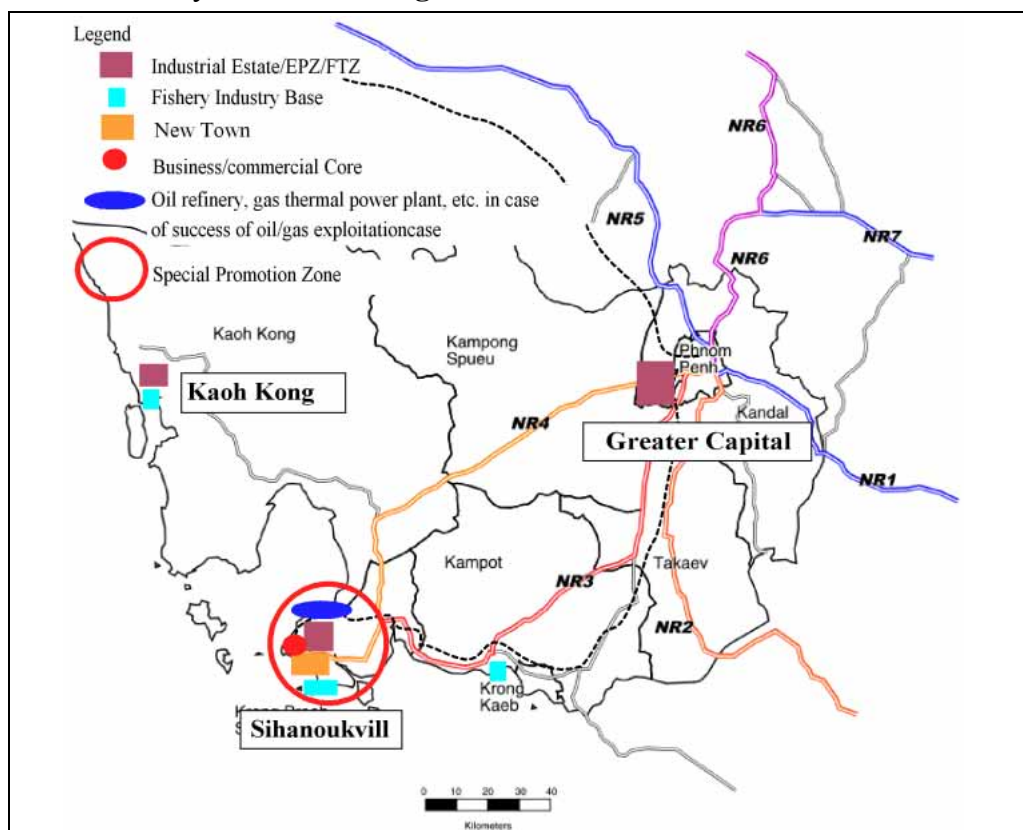 Legend
Industrial Estate/EPZ/FTZ
Fishery Industry Base
New Town
Business/commercial Core
Oil refinery, gas thermal power plant, etc. in case
of success of oil/gas exploitationcase
Special Promotion Zone
NR6
NR5
NR7
NR6
Kaoh Kong
Kampong
Spueu
Phnom
Penh
Kaoh Kong
Kandal
NR4
Greater Capital
NR1
Kampot
NR3
Takaev
NR2
Krong
Kaeb
Sihanoukvill
0 10 20 30 40
Kilometers